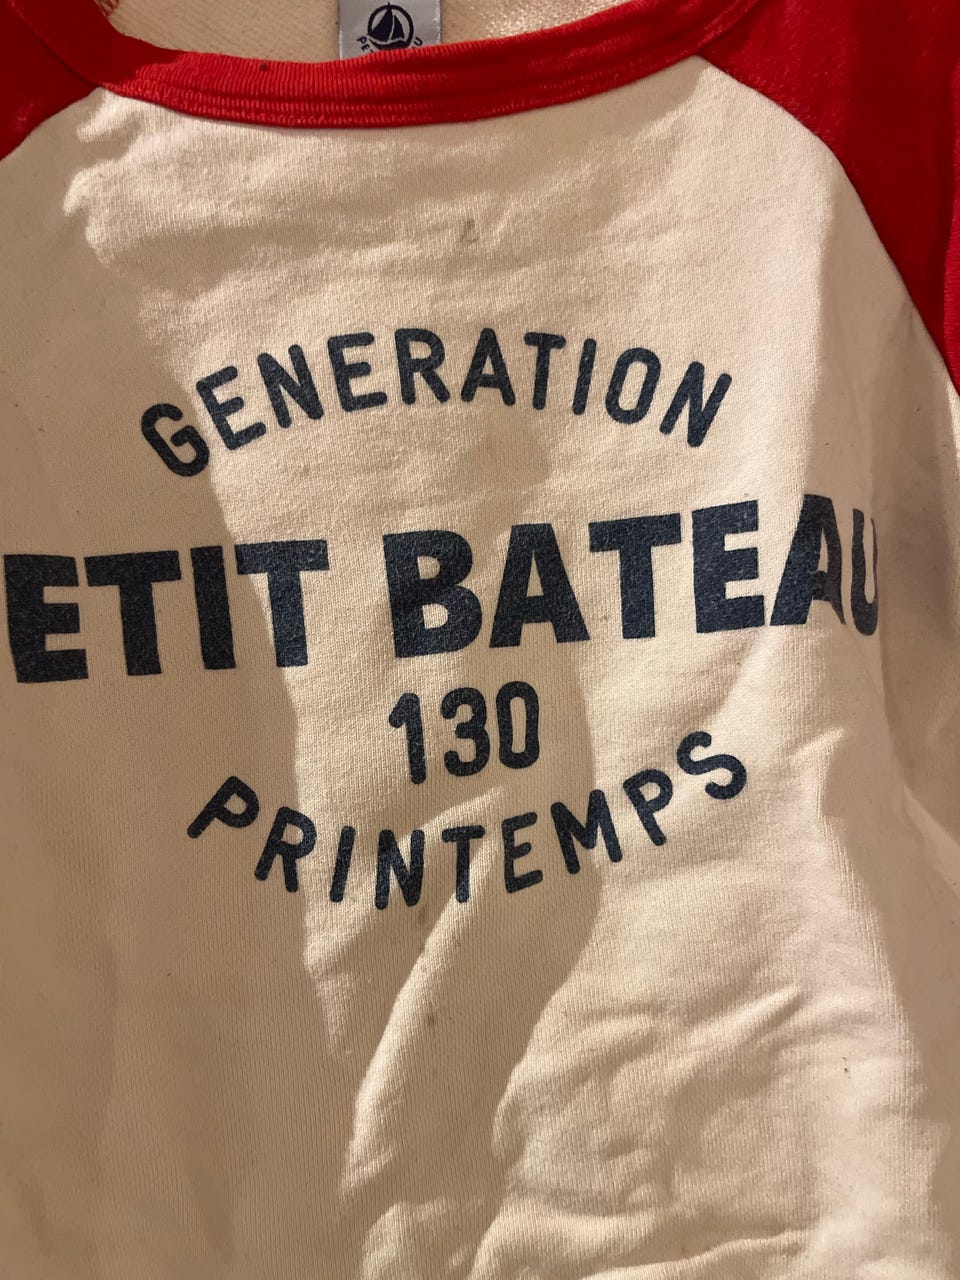 GENERATION
ETIT BATEAU
130
PRINTEMPS